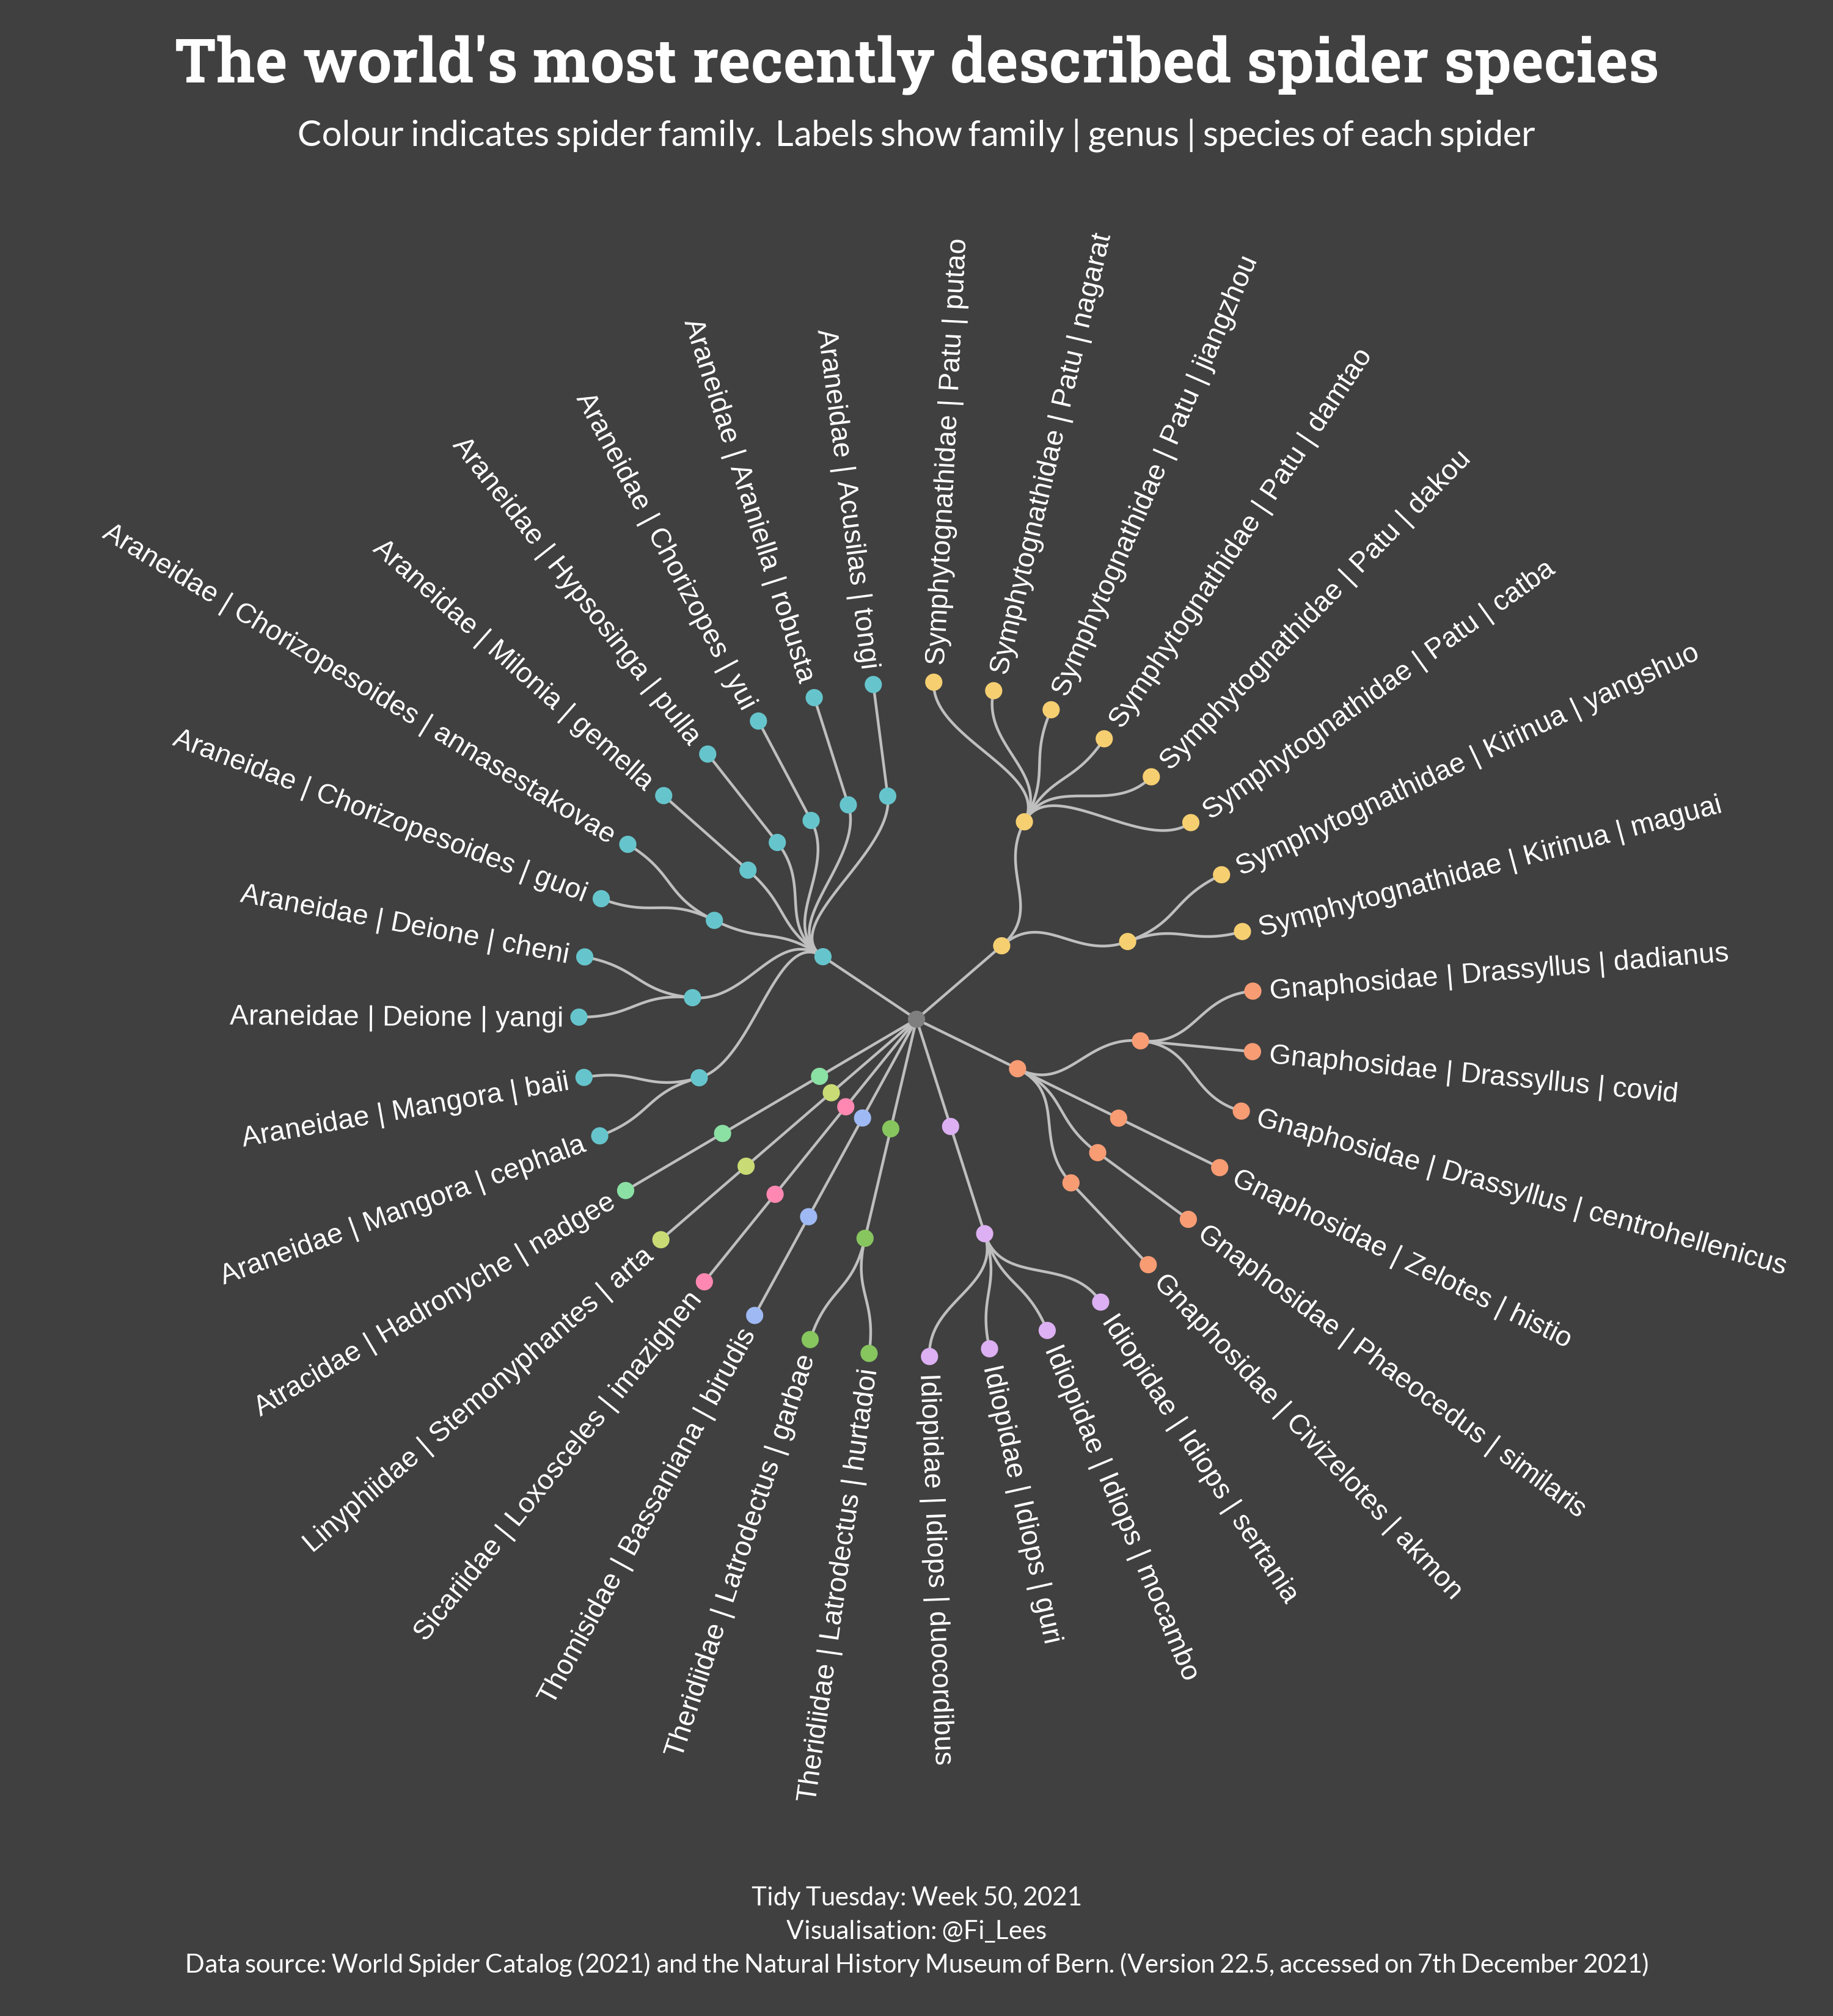 The world's most recently described spider species
Colour indicates spider family.  Labels show family | genus | species of each spider
Symphytognathidae | Patu | putao
Symphytognathidae | Patu | nagarat
Symphytognathidae | Patu | jiangzhou
Symphytognathidae | Patu | damtao
Symphytognathidae | Patu | dakou
Symphytognathidae | Patu | catba
Symphytognathidae | Kirinua | yangshuo
Symphytognathidae | Kirinua | maguai
Gnaphosidae | Drassyllus | dadianus
Gnaphosidae | Drassyllus | covid
Gnaphosidae | Drassyllus | centrohellenicus
Gnaphosidae | Zelotes | histio
Gnaphosidae | Phaeocedus | similaris
Gnaphosidae | Civizelotes | akmon
Idiopidae | Idiops | sertania
Idiopidae | Idiops | mocambo
Idiopidae | Idiops | guri
Idiopidae | Idiops | duocordibus
Theridiidae | Latrodectus | hurtadoi
Theridiidae | Latrodectus | garbae
Thomisidae | Bassaniana | birudis
Sicariidae | Loxosceles | imazighen
Linyphiidae | Stemonyphantes | arta
Atracidae | Hadronyche | nadgee
Araneidae | Mangora | cephala
Araneidae | Mangora | baii
Araneidae | Deione | yangi
Araneidae | Deione | cheni
Araneidae | Chorizopesoides | guoi
Araneidae | Chorizopesoides | annasestakovae
Araneidae | Milonia | gemella
Araneidae | Hypsosinga | pulla
Araneidae | Chorizopes | yui
Araneidae | Araniella | robusta
Araneidae | Acusilas | tongi
Tidy Tuesday: Week 50, 2021
Visualisation: @Fi_Lees
Data source: World Spider Catalog (2021) and the Natural History Museum of Bern. (Version 22.5, accessed on 7th December 2021)